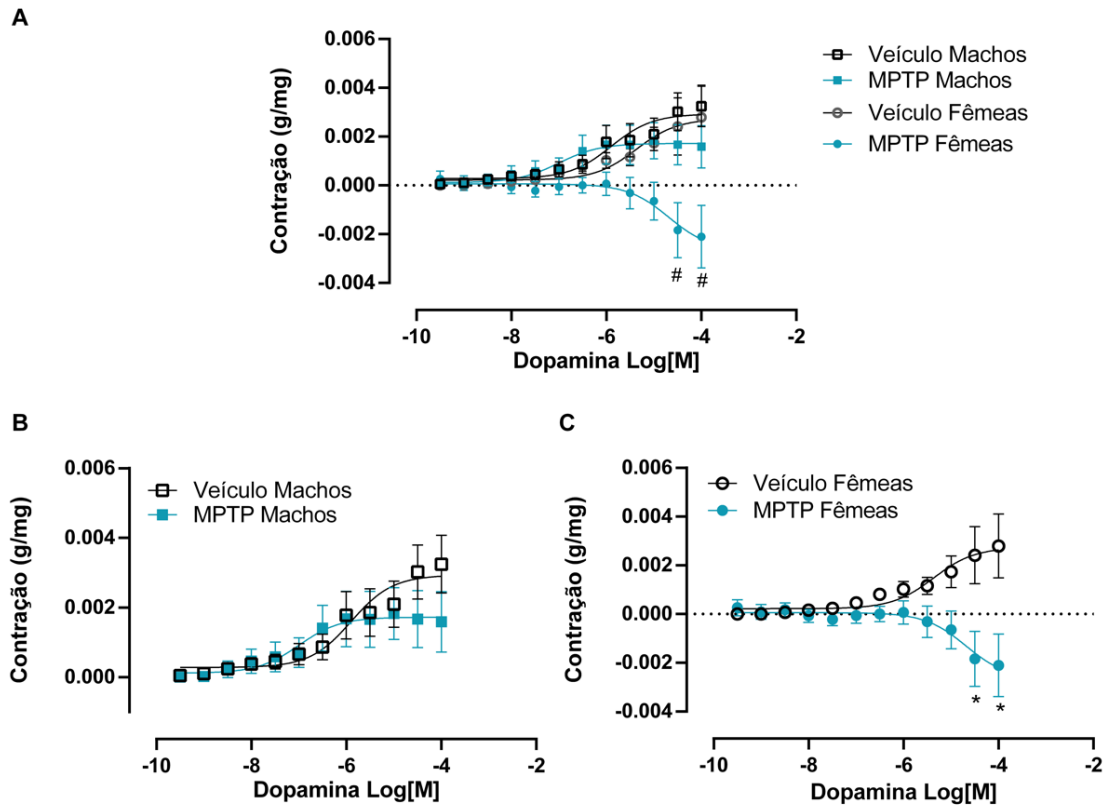 A
0.006
0.004
0.002
0.000
-0.002
-0.004
Contração (g/mg)
Veículo Machos
MPTP Machos
Veículo Fêmeas
MPTP Fêmeas
# #
-10 -8 -6 -4 -2
Dopamina Log[M]
B
0.006
0.004
0.002
0.000
Contração (g/mg)
Veículo Machos
MPTP Machos
-10 -8 -6 -4 -2
Dopamina Log[M]
C
0.006
0.004
0.002
0.000
-0.002
-0.004
Contração (g/mg)
Veículo Fêmeas
MPTP Fêmeas
* *
-10 -8 -6 -4 -2
Dopamina Log[M]